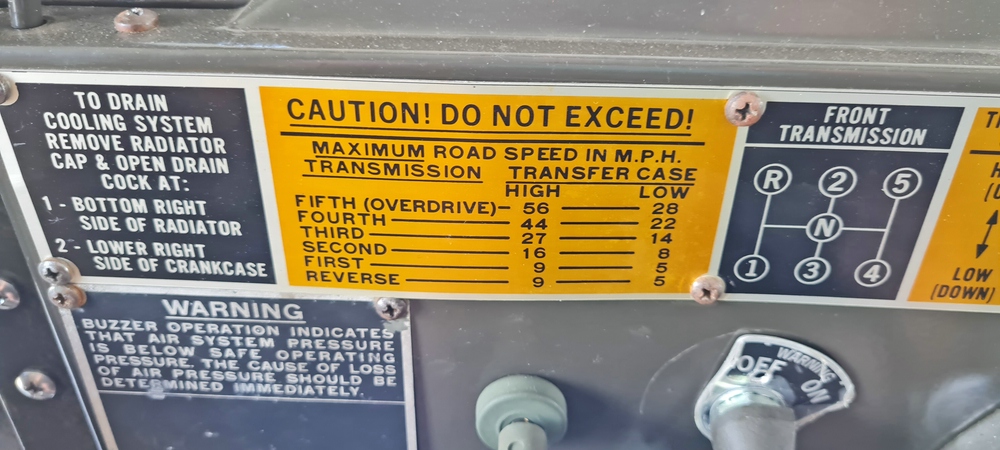 TO DRAIN
COOLING SYSTEM
REMOVE RADIATOR
CAP & OPEN DRAIN
COCK AT:
1 - BOTTOM RIGHT
SIDE OF RADIATOR
2 - LOWER RIGHT
SIDE OF CRANKCASE
CAUTION! DO NOT EXCEED!
MAXIMUM ROAD SPEED IN M.P.H.
TRANSMISSION TRANSFER CASE
HIGH LOW
FIFTH (OVERDRIVE) 56 28
FOURTH 44 22
THIRD 27 14
SECOND 16 8
FIRST 9 5
REVERSE 9 5
FRONT
TRANSMISSION
R 2 5
N
1 3 4
LOW
(DOWN)
WARNING
BUZZER OPERATION INDICATES
THAT AIR SYSTEM PRESSURE
IS BELOW SAFE OPERATING
PRESSURE. THE CAUSE OF LOSS
OF AIR PRESSURE SHOULD BE
DETERMINED IMMEDIATELY.
WARNING
OFF ON